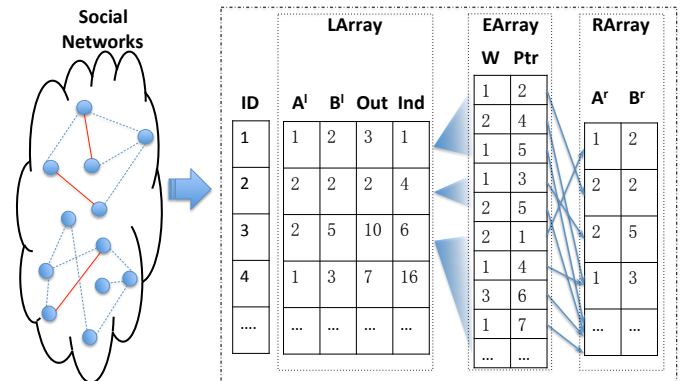 Social
Networks
LArray
EArray
RArray
W Ptr
ID
A^l B^l Out Ind
A^r B^r
1 1 2 3 1
2 2 2 2 4
3 2 5 10 6
4 1 3 7 16
.... ... ... ... ...
1 2
2 4
1 5
1 3
2 5
2 1
1 4
3 6
1 7
... ...
1 2
2 2
2 5
1 3
... ...